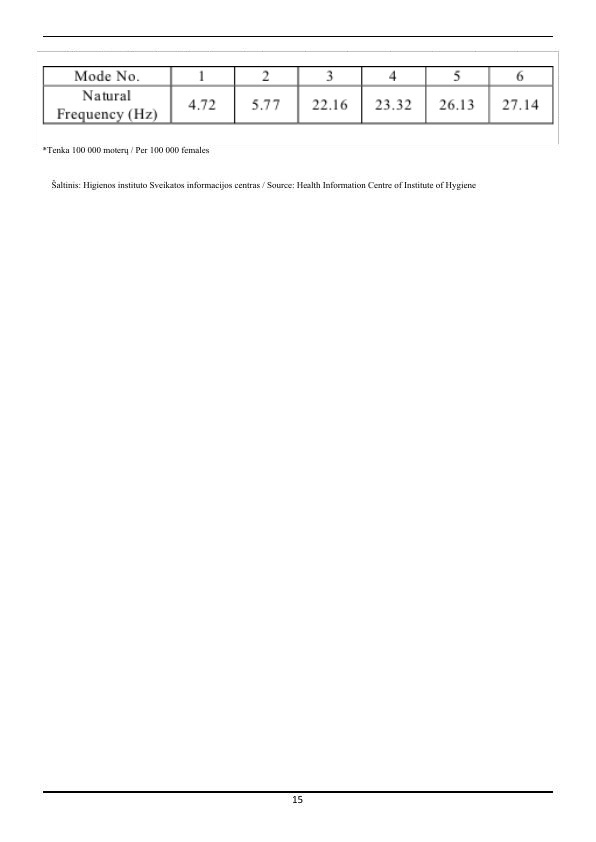 Mode No. 1 2 3 4 5 6
Natural Frequency (Hz) 4.72 5.77 22.16 23.32 26.13 27.14
*Tenka 100 000 moterų / Per 100 000 females
Šaltinis: Higienos instituto Sveikatos informacijos centras / Source: Health Information Centre of Institute of Hygiene
15